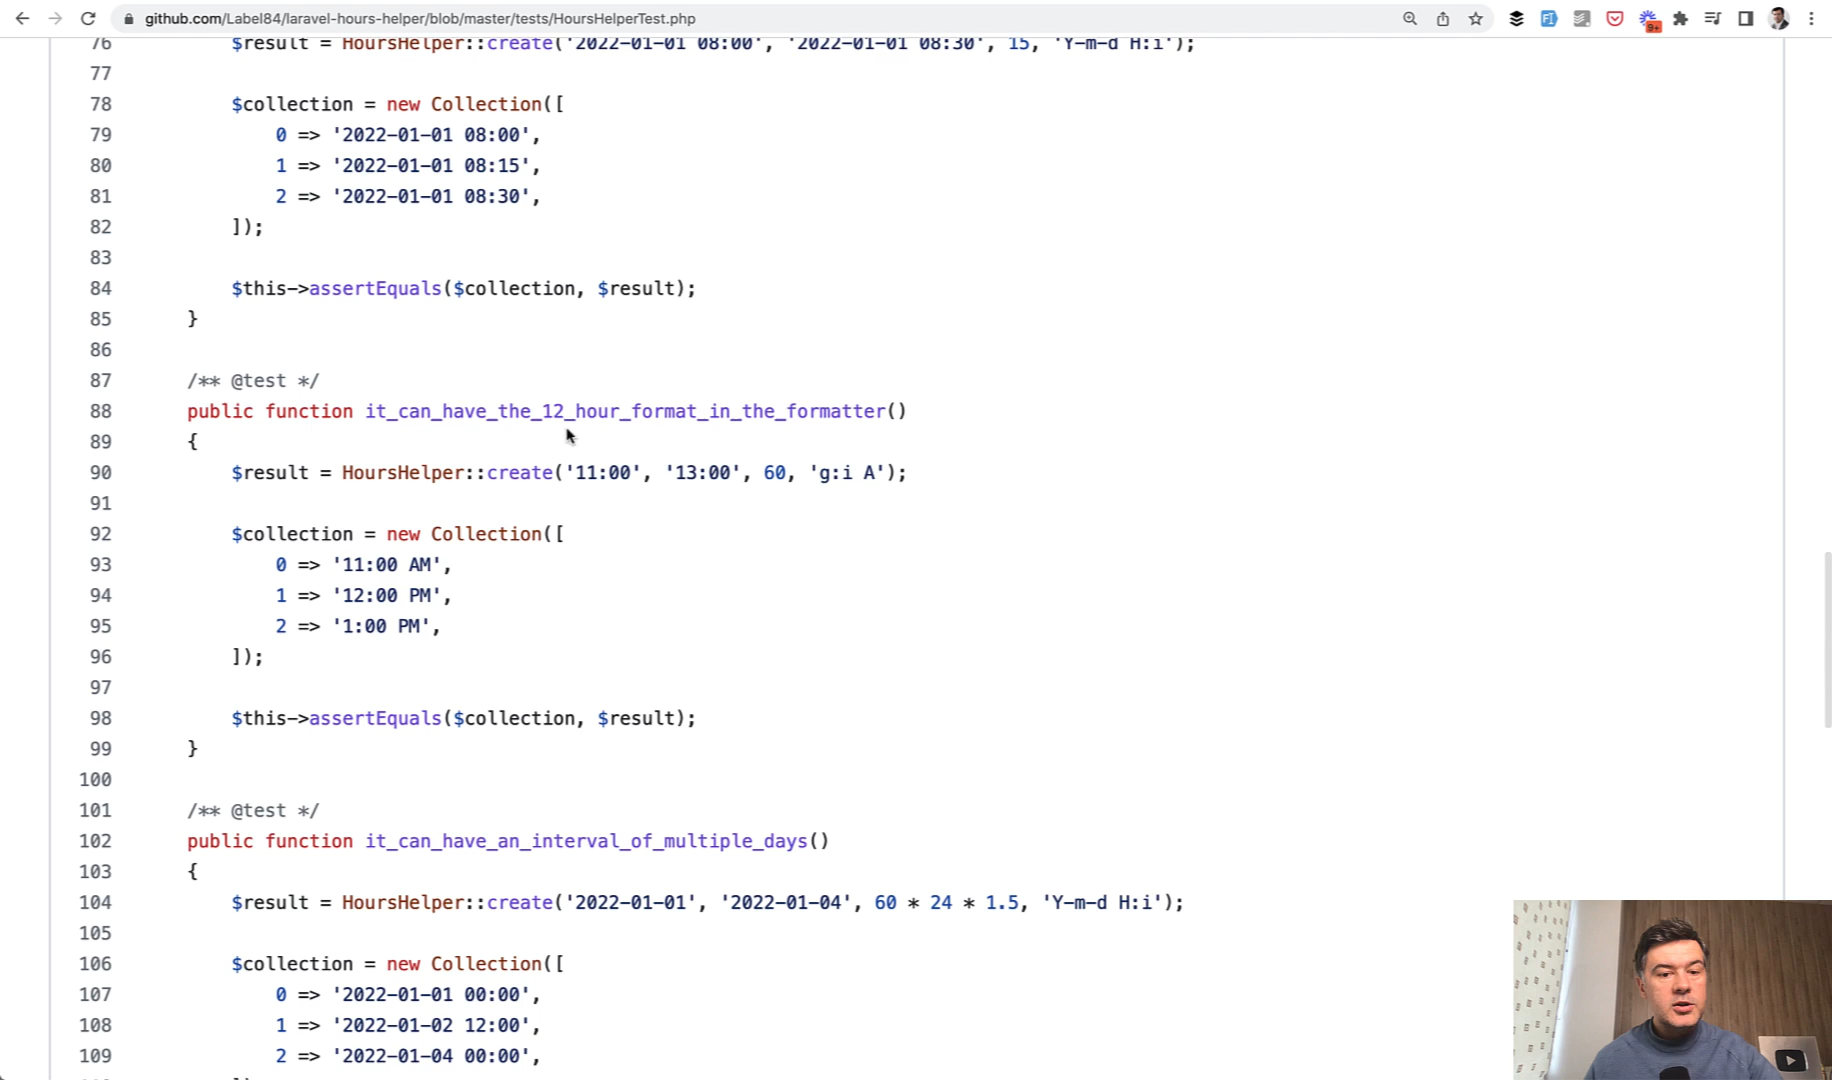 github.com/Label84/laravel-hours-helper/blob/master/tests/HoursHelperTest.php
9+
76 $result = HoursHelper::create('2022-01-01 08:00', '2022-01-01 08:30', 15, 'Y-m-d H:i');
77
78 $collection = new Collection([
79 0 => '2022-01-01 08:00',
80 1 => '2022-01-01 08:15',
81 2 => '2022-01-01 08:30',
82 ]);
83
84 $this->assertEquals($collection, $result);
85 }
86
87 /** @test */
88 public function it_can_have_the_12_hour_format_in_the_formatter()
89 {
90 $result = HoursHelper::create('11:00', '13:00', 60, 'g:i A');
91
92 $collection = new Collection([
93 0 => '11:00 AM',
94 1 => '12:00 PM',
95 2 => '1:00 PM',
96 ]);
97
98 $this->assertEquals($collection, $result);
99 }
100
101 /** @test */
102 public function it_can_have_an_interval_of_multiple_days()
103 {
104 $result = HoursHelper::create('2022-01-01', '2022-01-04', 60 * 24 * 1.5, 'Y-m-d H:i');
105
106 $collection = new Collection([
107 0 => '2022-01-01 00:00',
108 1 => '2022-01-02 12:00',
109 2 => '2022-01-04 00:00',